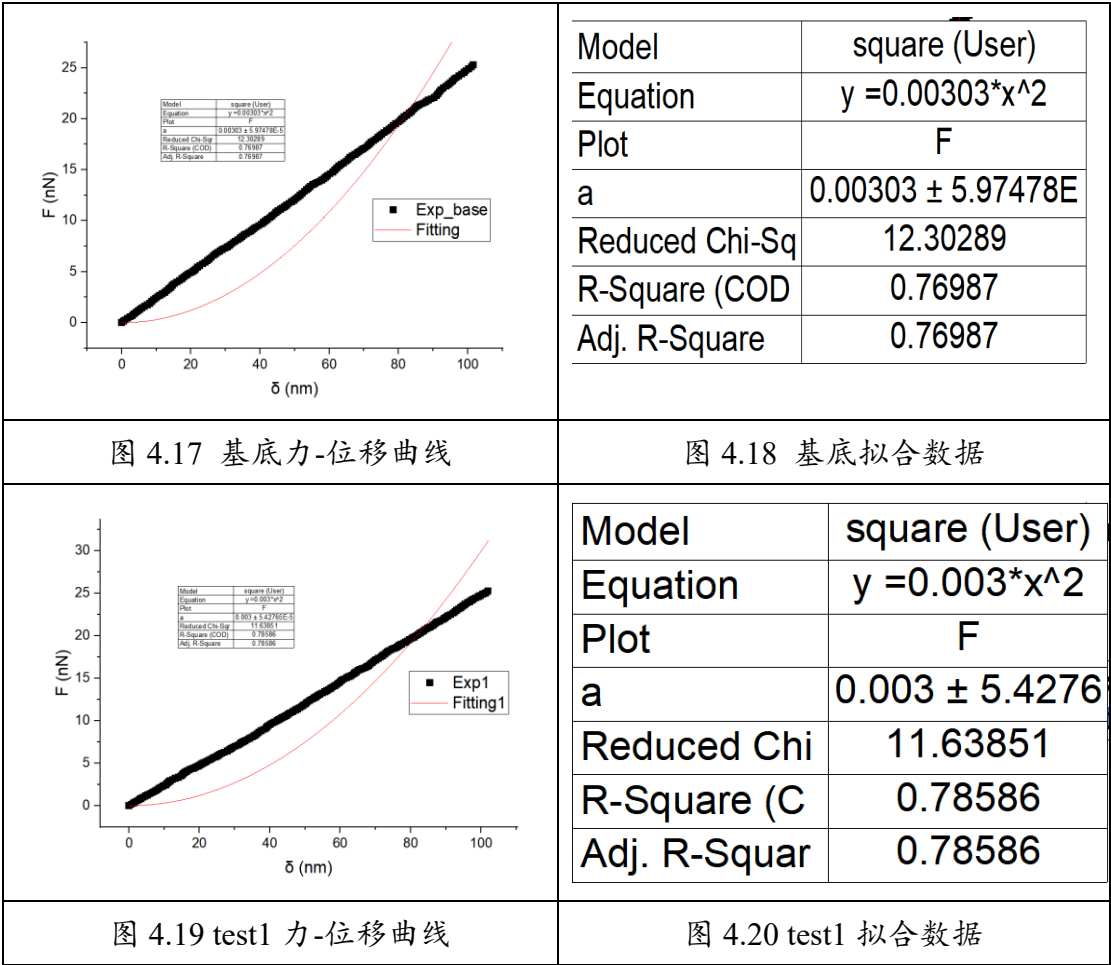 25
20
15
10
5
0
F (nN)
0
20
40
60
80
100
δ (nm)
Model square (User)
Equation y =0.00303*x^2
Plot F
a 0.00303 ± 5.97478E-5
Reduced Chi-Sqr 12.30289
R-Square (COD) 0.76987
Adj. R-Square 0.76987
Exp_base
Fitting
Model square (User)
Equation y =0.00303*x^2
Plot F
a 0.00303 ± 5.97478E
Reduced Chi-Sq 12.30289
R-Square (COD 0.76987
Adj. R-Square 0.76987
图 4.17 基底力-位移曲线
图 4.18 基底拟合数据
30
25
20
15
10
5
0
F (nN)
0
20
40
60
80
100
δ (nm)
Model square (User)
Equation y =0.003*x^2
Plot F
a 0.003 ± 5.42765E-5
Reduced Chi-Sqr 11.63851
R-Square (COD) 0.78586
Adj. R-Square 0.78586
Exp1
Fitting1
Model square (User)
Equation y =0.003*x^2
Plot F
a 0.003 ± 5.4276
Reduced Chi 11.63851
R-Square (C 0.78586
Adj. R-Squar 0.78586
图 4.19 test1 力-位移曲线
图 4.20 test1 拟合数据